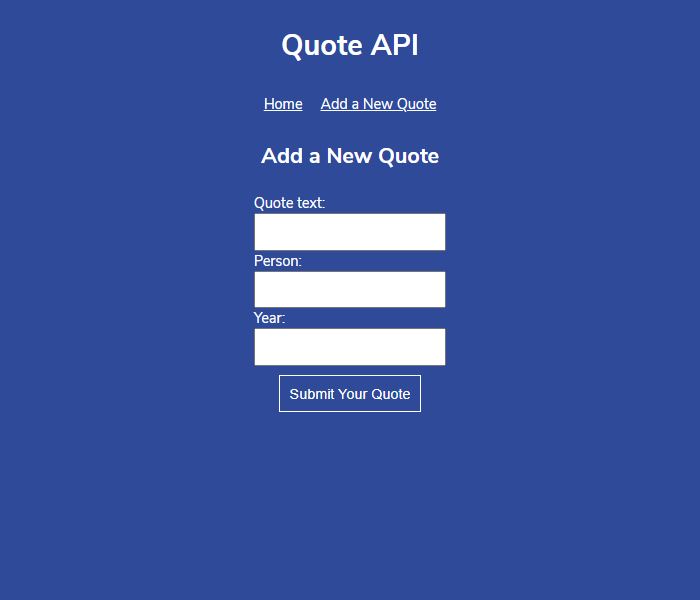 Quote API
Home Add a New Quote
Add a New Quote
Quote text:
Person:
Year:
Submit Your Quote